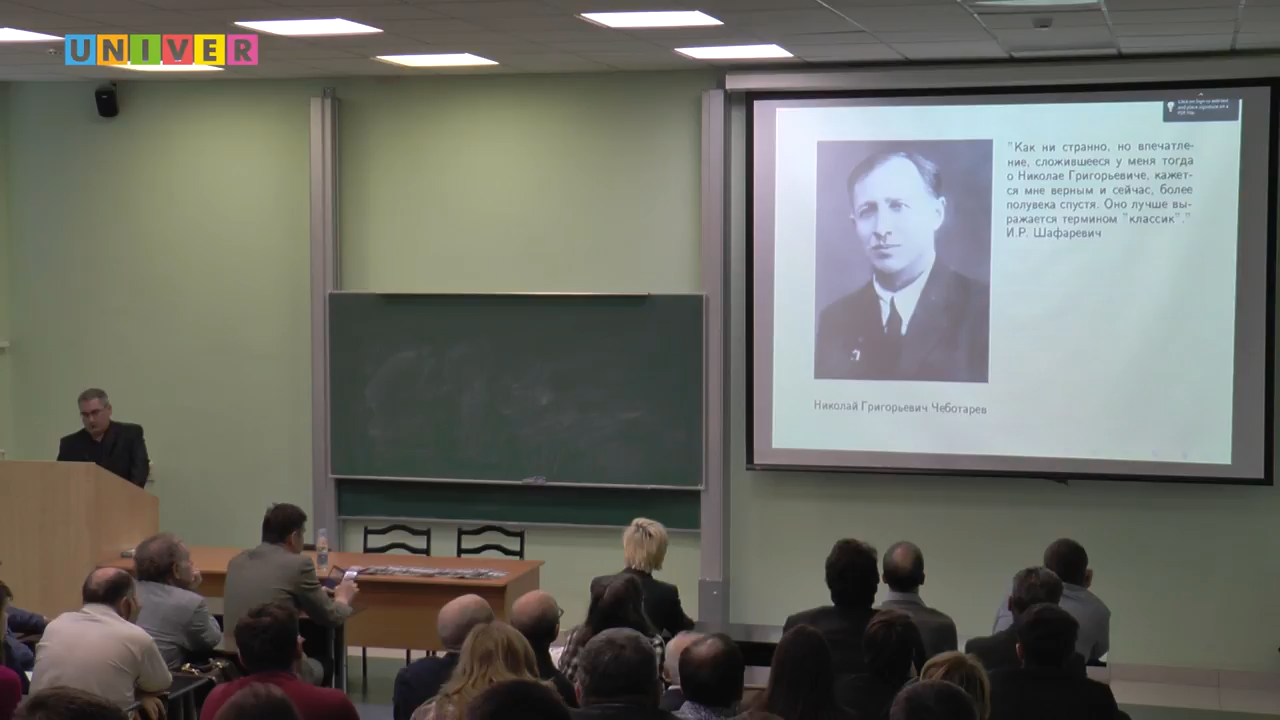 UNIVER
"Как ни странно, но впечатле-
ние, сложившееся у меня тогда
о Николае Григорьевиче, кажет-
ся мне верным и сейчас, более
полувека спустя. Оно лучше вы-
ражается термином "классик"."
И.Р. Шафаревич
Николай Григорьевич Чеботарев